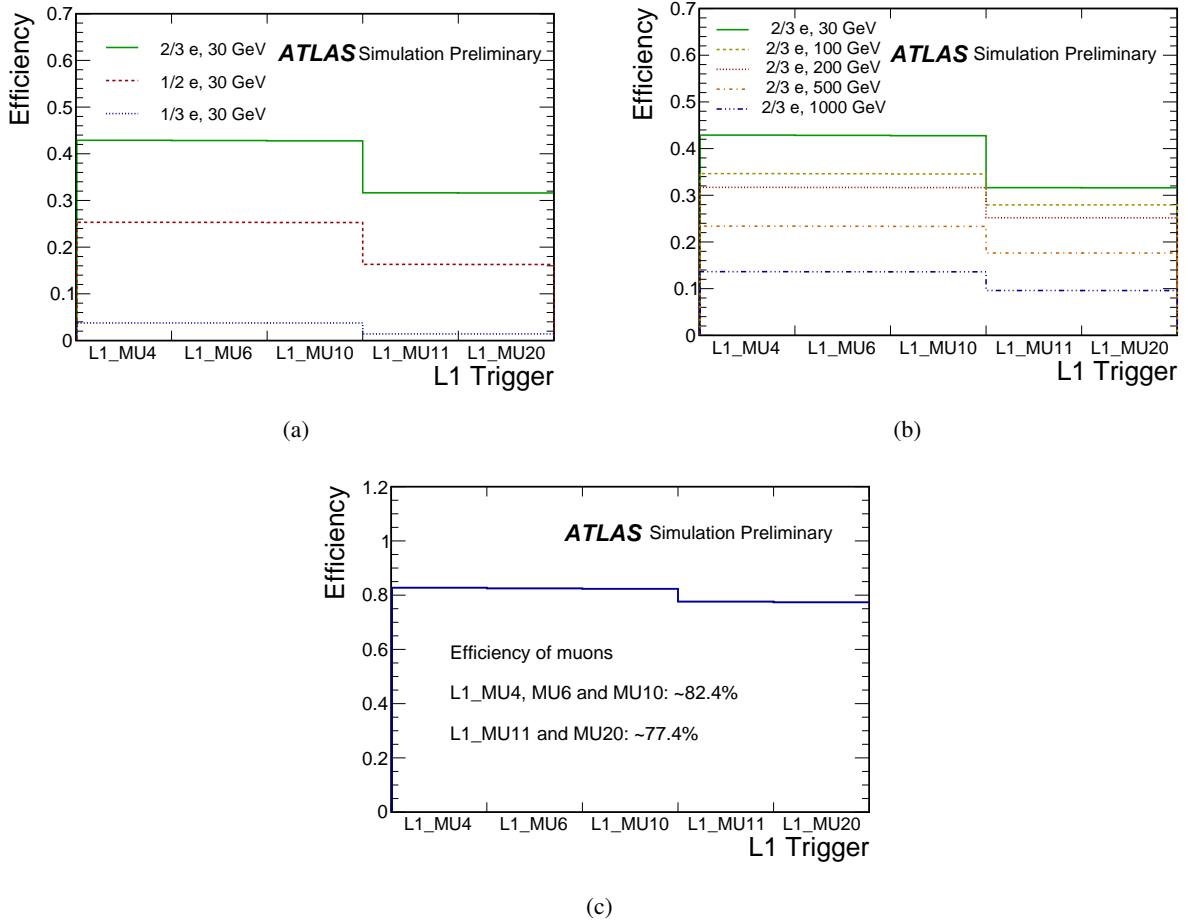 Efficiency
0.7
0.6
0.5
0.4
0.3
0.2
0.1
0
2/3 e, 30 GeV
1/2 e, 30 GeV
1/3 e, 30 GeV
ATLAS Simulation Preliminary
L1_MU4 L1_MU6 L1_MU10 L1_MU11 L1_MU20
L1 Trigger
(a)
Efficiency
0.7
0.6
0.5
0.4
0.3
0.2
0.1
0
2/3 e, 30 GeV
2/3 e, 100 GeV
2/3 e, 200 GeV
2/3 e, 500 GeV
2/3 e, 1000 GeV
ATLAS Simulation Preliminary
L1_MU4 L1_MU6 L1_MU10 L1_MU11 L1_MU20
L1 Trigger
(b)
Efficiency
1.2
1
0.8
0.6
0.4
0.2
0
ATLAS Simulation Preliminary
Efficiency of muons
L1_MU4, MU6 and MU10: ~82.4%
L1_MU11 and MU20: ~77.4%
L1_MU4 L1_MU6 L1_MU10 L1_MU11 L1_MU20
L1 Trigger
(c)